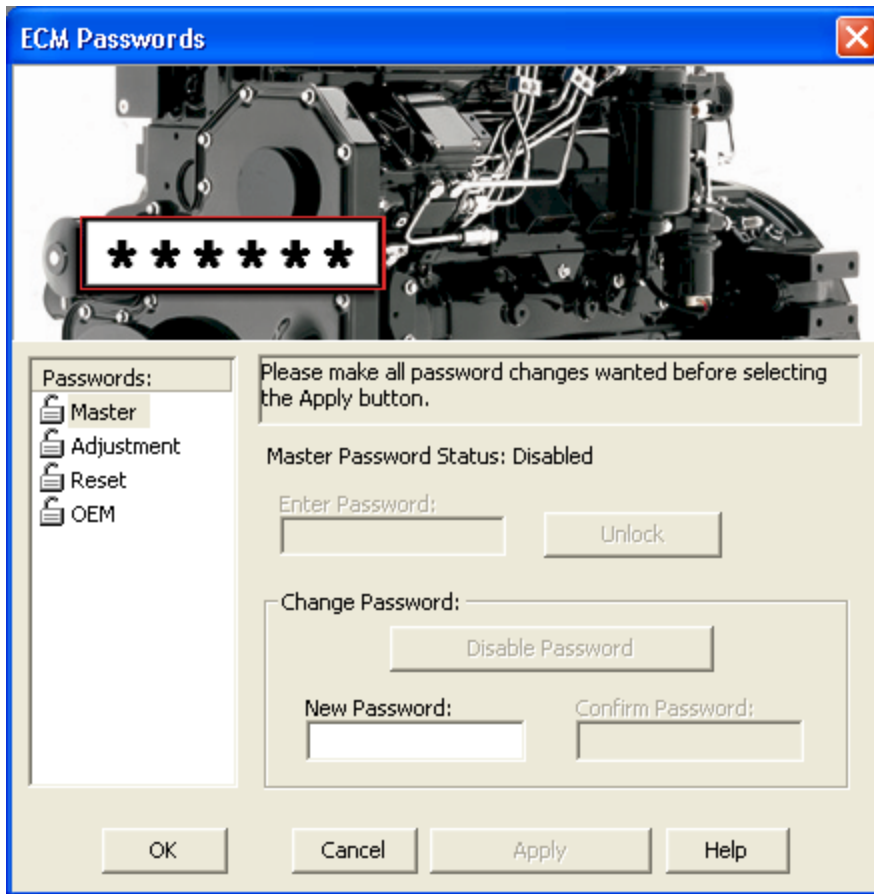 ECM Passwords
* * * * * *
Passwords:
Master
Adjustment
Reset
OEM
Please make all password changes wanted before selecting
the Apply button.
Master Password Status: Disabled
Enter Password:
Unlock
Change Password:
Disable Password
New Password:
Confirm Password:
OK
Cancel
Apply
Help